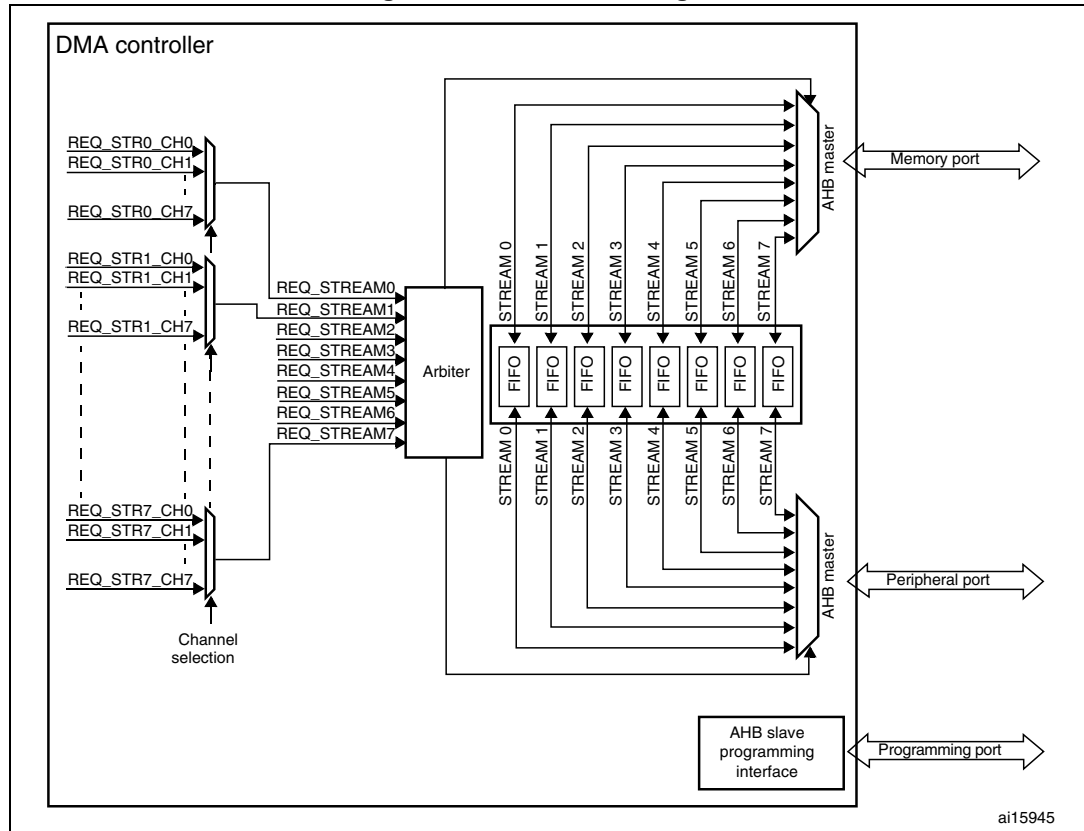 DMA controller
REQ_STR0_CH0
REQ_STR0_CH1
REQ_STR0_CH7
REQ_STR1_CH0
REQ_STR1_CH1
REQ_STR1_CH7
REQ_STR7_CH0
REQ_STR7_CH1
REQ_STR7_CH7
Channel
selection
REQ_STREAM0
REQ_STREAM1
REQ_STREAM2
REQ_STREAM3
REQ_STREAM4
REQ_STREAM5
REQ_STREAM6
REQ_STREAM7
Arbiter
STREAM 0
STREAM 1
STREAM 2
STREAM 3
STREAM 4
STREAM 5
STREAM 6
STREAM 7
FIFO
FIFO
FIFO
FIFO
FIFO
FIFO
FIFO
FIFO
STREAM 0
STREAM 1
STREAM 2
STREAM 3
STREAM 4
STREAM 5
STREAM 6
STREAM 7
AHB master
Memory port
AHB master
Peripheral port
AHB slave
programming
interface
Programming port
ai15945